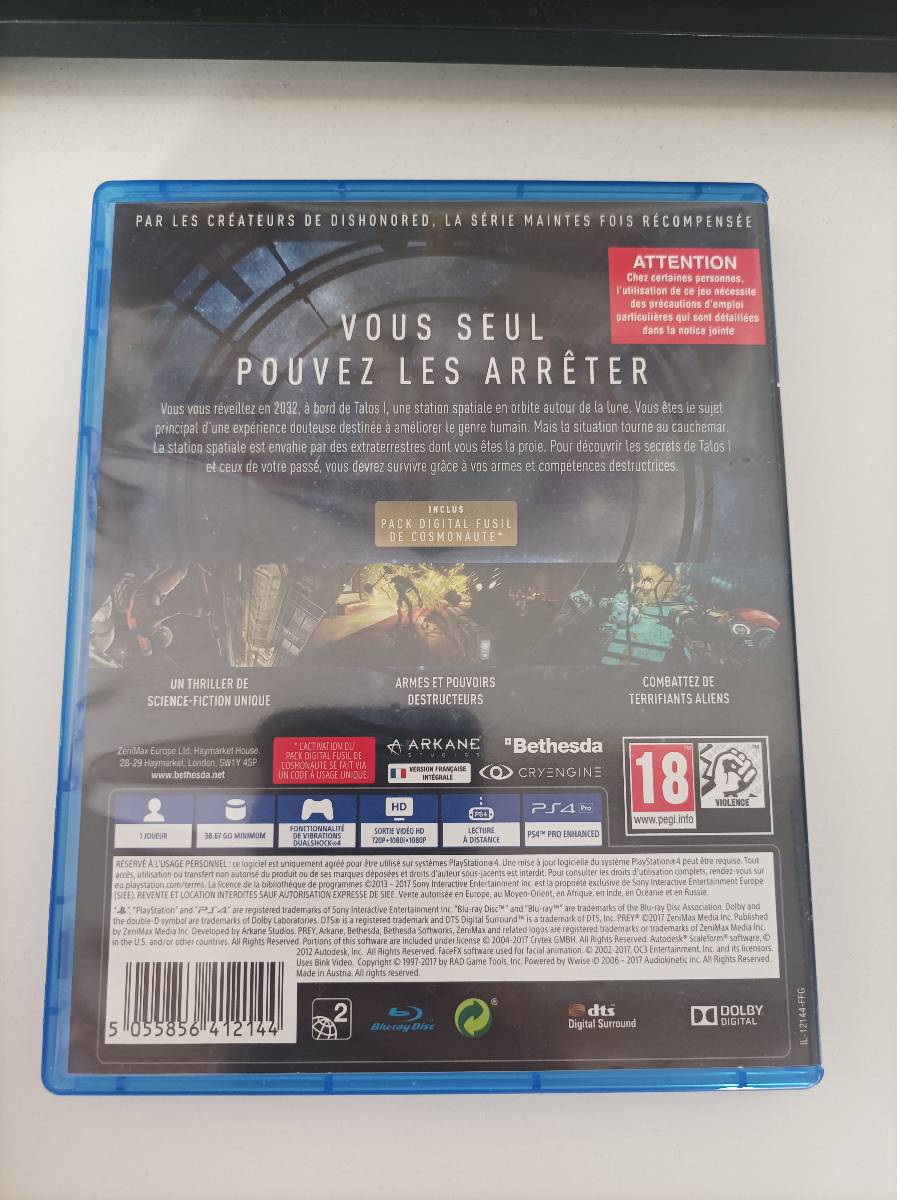 PAR LES CRÉATEURS DE DISHONORED, LA SÉRIE MAINTES FOIS RÉCOMPENSÉE
ATTENTION
Chez certaines personnes,
l'utilisation de ce jeu nécessite
des précautions d'emploi
particulières qui sont détaillées
dans la notice jointe
VOUS SEUL
POUVEZ LES ARRÊTER
Vous vous réveillez en 2032, à bord de Talos I, une station spatiale en orbite autour de la lune. Vous êtes le sujet
principal d'une expérience douteuse destinée à améliorer le genre humain. Mais la situation tourne au cauchemar.
La station spatiale est envahie par des extraterrestres dont vous êtes la proie. Pour découvrir les secrets de Talos I
et ceux de votre passé, vous devrez survivre grâce à vos armes et compétences destructrices.
INCLUS
PACK DIGITAL FUSIL
DE COSMONAUTE*
UN THRILLER DE
SCIENCE-FICTION UNIQUE
ARMES ET POUVOIRS
DESTRUCTEURS
COMBATTEZ DE
TERRIFIANTS ALIENS
ZeniMax Europe Ltd. Haymarket House,
28-29 Haymarket, London, SW1Y 4SP
www.bethesda.net
* L'ACTIVATION DU
PACK DIGITAL FUSIL DE
COSMONAUTE SE FAIT VIA
UN CODE À USAGE UNIQUE.
ARKANE
STUDIOS
Bethesda
VERSION FRANÇAISE
INTÉGRALE
CRYENGINE
18
www.pegi.info
VIOLENCE
1 JOUEUR
38.67 GO MINIMUM
FONCTIONNALITÉ
DE VIBRATIONS
DUALSHOCK®4
HD
SORTIE VIDÉO HD
720P•1080i•1080P
PS4
LECTURE
À DISTANCE
PS4 Pro
PS4™ PRO ENHANCED
RÉSERVÉ À L'USAGE PERSONNEL : ce logiciel est uniquement agréé pour être utilisé sur systèmes PlayStation®4. Une mise à jour logicielle du système PlayStation®4 peut être requise. Tout
accès, utilisation ou transfert non autorisé du produit ou de ses marques déposées et droits d'auteur sous-jacents est interdit. Pour consulter les droits d'utilisation complets, rendez-vous sur
eu.playstation.com/terms. La licence de la bibliothèque de programmes ©2013 – 2017 Sony Interactive Entertainment Inc. est la propriété exclusive de Sony Interactive Entertainment Europe
(SIEE). REVENTE ET LOCATION INTERDITES SAUF AUTORISATION EXPRESSE DE SIEE. Vente autorisée en Europe, au Moyen-Orient, en Afrique, en Inde, en Océanie et en Russie.
"PlayStation" and "PS4" are registered trademarks of Sony Interactive Entertainment Inc. "Blu-ray Disc™" and "Blu-ray™" are trademarks of the Blu-ray Disc Association. Dolby and
the double-D symbol are trademarks of Dolby Laboratories. DTS® is a registered trademark and DTS Digital Surround™ is a trademark of DTS, Inc. PREY® ©2017 ZeniMax Media Inc. Published
by ZeniMax Media Inc. Developed by Arkane Studios. PREY, Arkane, Bethesda, Bethesda Softworks, ZeniMax and related logos are registered trademarks or trademarks of ZeniMax Media Inc.
in the U.S. and/or other countries. All Rights Reserved. Portions of this software are included under license © 2004-2017 Crytek GMBH. All Rights Reserved. Autodesk® Scaleform® software, ©
2012 Autodesk, Inc. All Rights Reserved. FaceFX software used for facial animation. © 2002-2017, OC3 Entertainment, Inc. and its licensors.
Uses Bink Video. Copyright © 1997-2017 by RAD Game Tools, Inc. Powered by Wwise © 2006 – 2017 Audiokinetic Inc. All Rights Reserved.
Made in Austria. All rights reserved.
5 055856 412144
2
Blu-ray Disc
®
dts
Digital Surround
DOLBY
DIGITAL
IL-12144-FFG